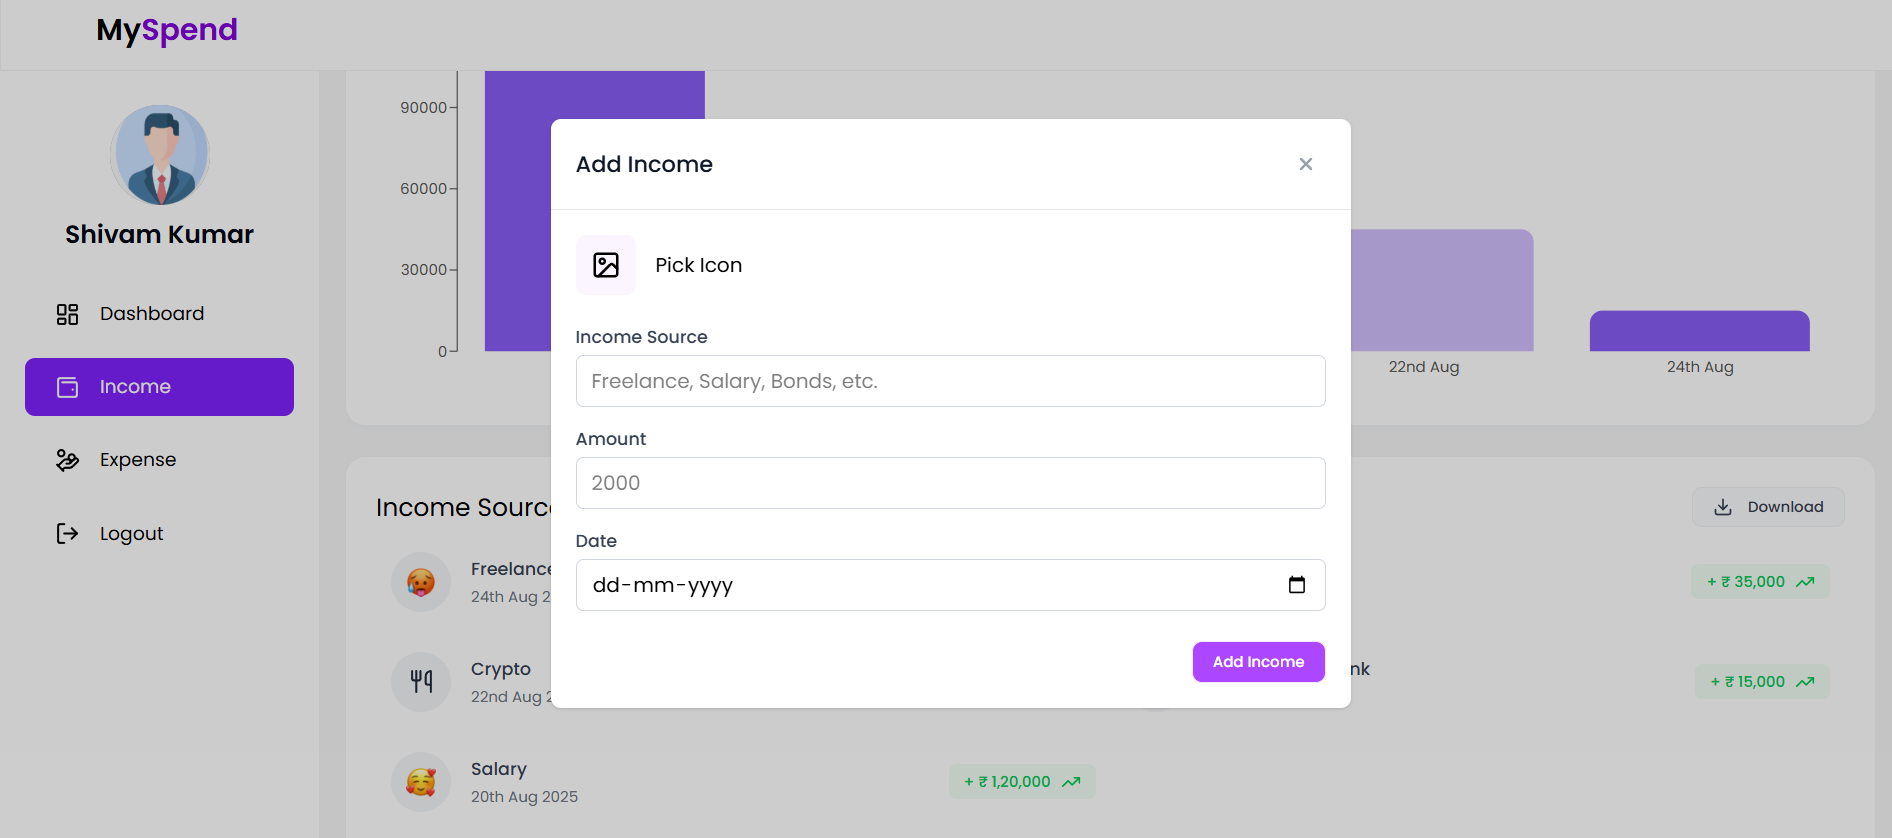 MySpend
Shivam Kumar
Dashboard
Income
Expense
Logout
90000
60000
30000
0
22nd Aug
24th Aug
Add Income
Pick Icon
Income Source
Freelance, Salary, Bonds, etc.
Amount
2000
Date
dd-mm-yyyy
Add Income
Income Sourc
Download
Freelance
24th Aug 2
+ ₹ 35,000
Crypto
22nd Aug 2
nk
+ ₹ 15,000
Salary
20th Aug 2025
+ ₹ 1,20,000